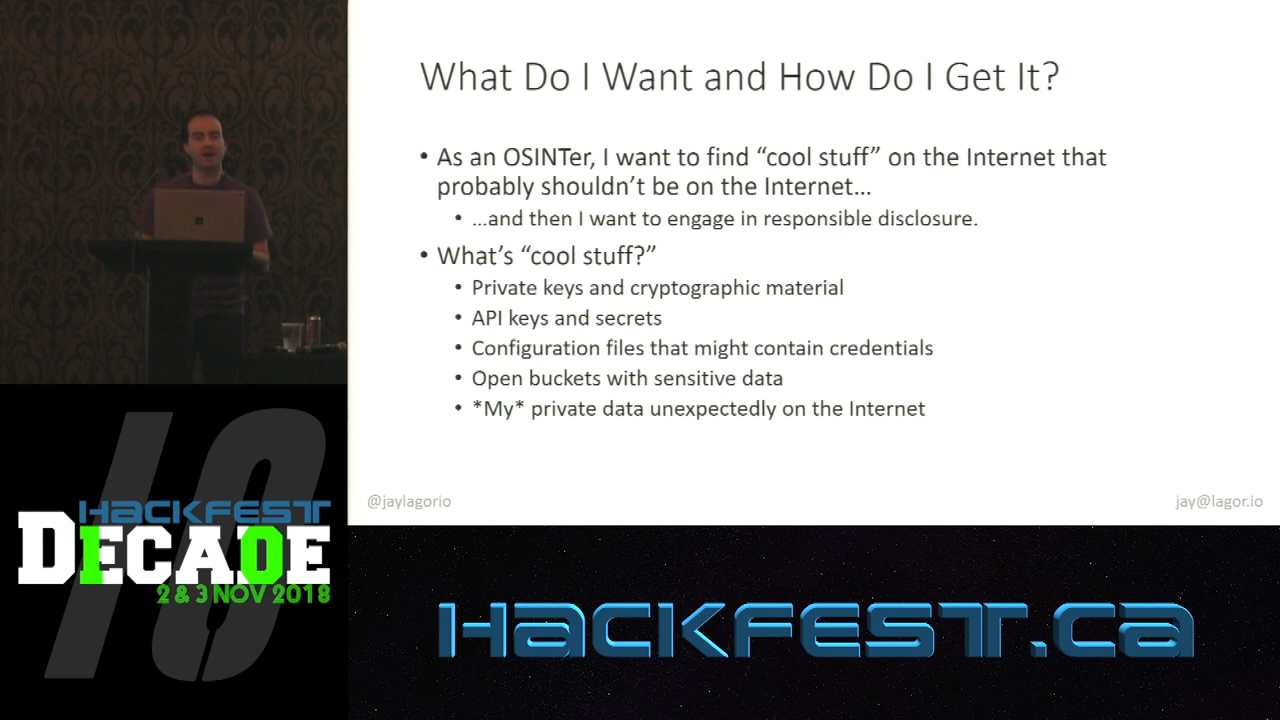 What Do I Want and How Do I Get It?
• As an OSINTer, I want to find “cool stuff” on the Internet that
probably shouldn’t be on the Internet…
• …and then I want to engage in responsible disclosure.
• What’s “cool stuff?”
• Private keys and cryptographic material
• API keys and secrets
• Configuration files that might contain credentials
• Open buckets with sensitive data
• *My* private data unexpectedly on the Internet
@jaylagorio
jay@lagor.io
10
HACKFEST
DECADE
2 & 3 NOV 2018
HACKFEST.ca